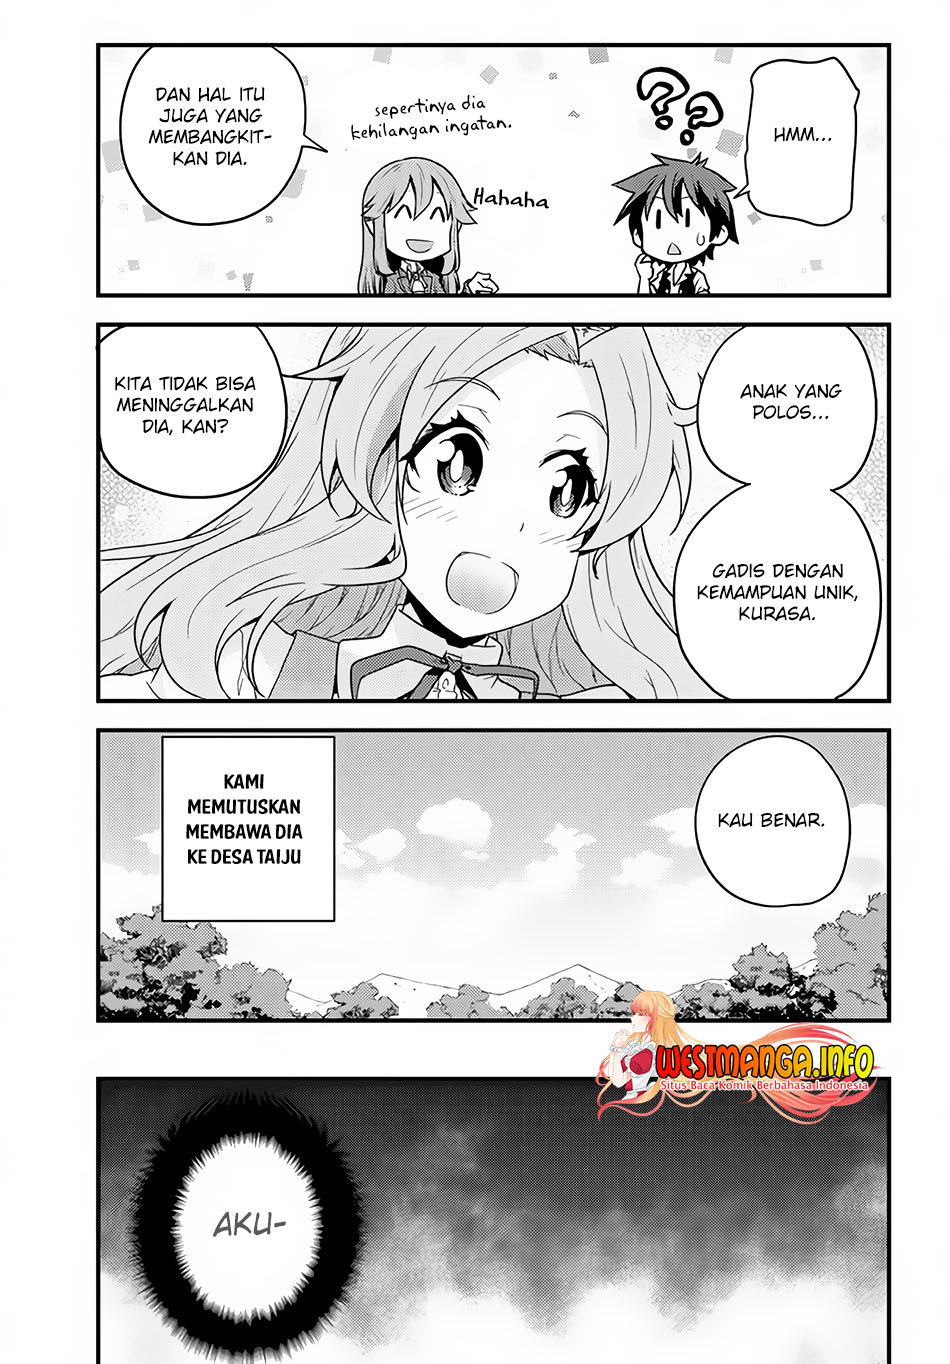 HMM...
??
sepertinya dia
kehilangan ingatan.
Hahaha
DAN HAL ITU
JUGA YANG
MEMBANGKIT-
KAN DIA.
ANAK YANG
POLOS...
GADIS DENGAN
KEMAMPUAN UNIK,
KURASA.
KITA TIDAK BISA
MENINGGALKAN
DIA, KAN?
KAU BENAR.
KAMI
MEMUTUSKAN
MEMBAWA DIA
KE DESA TAIJU
WESTMANGA.INFO
Situs Baca Komik Berbahasa Indonesia
AKU-